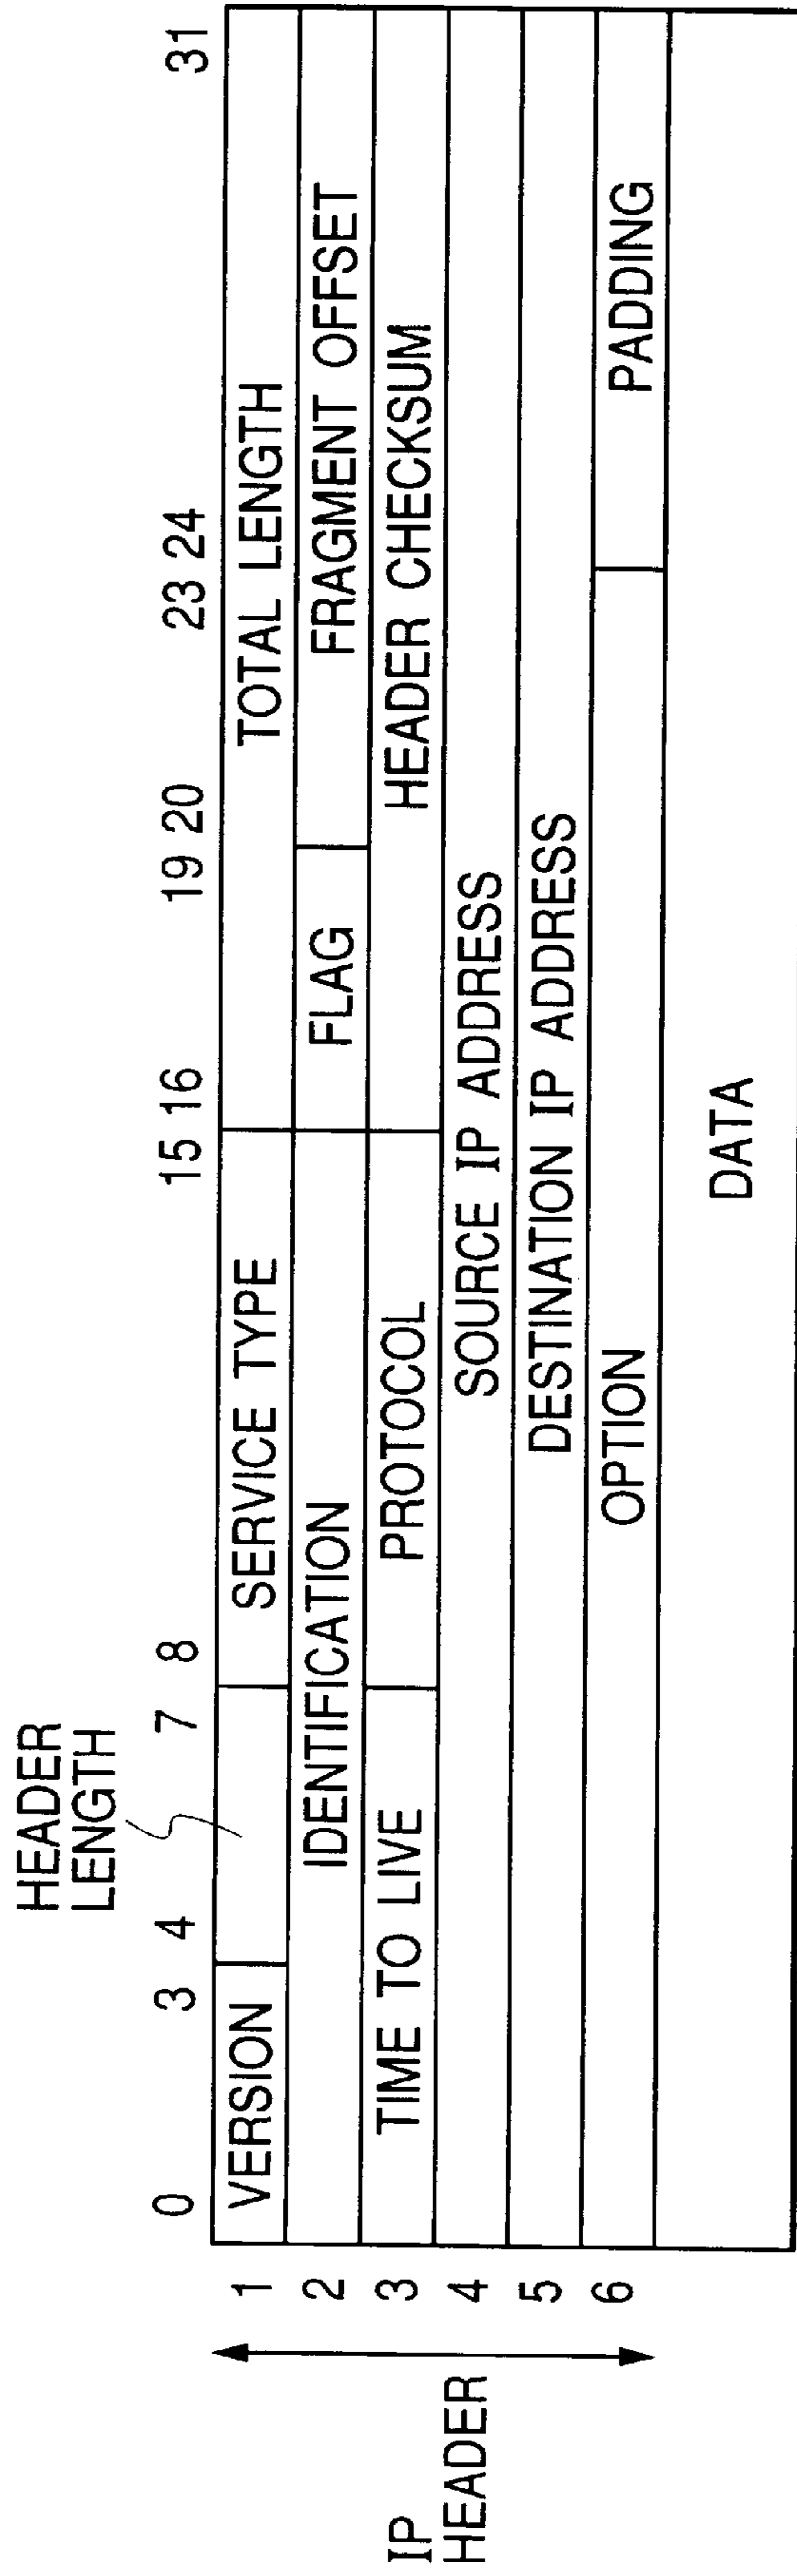 HEADER
LENGTH
0 3 4 7 8 15 16 19 20 23 24 31
IP
HEADER
1 VERSION SERVICE TYPE TOTAL LENGTH
2 IDENTIFICATION FLAG FRAGMENT OFFSET
3 TIME TO LIVE PROTOCOL HEADER CHECKSUM
4 SOURCE IP ADDRESS
5 DESTINATION IP ADDRESS
6 OPTION PADDING
DATA